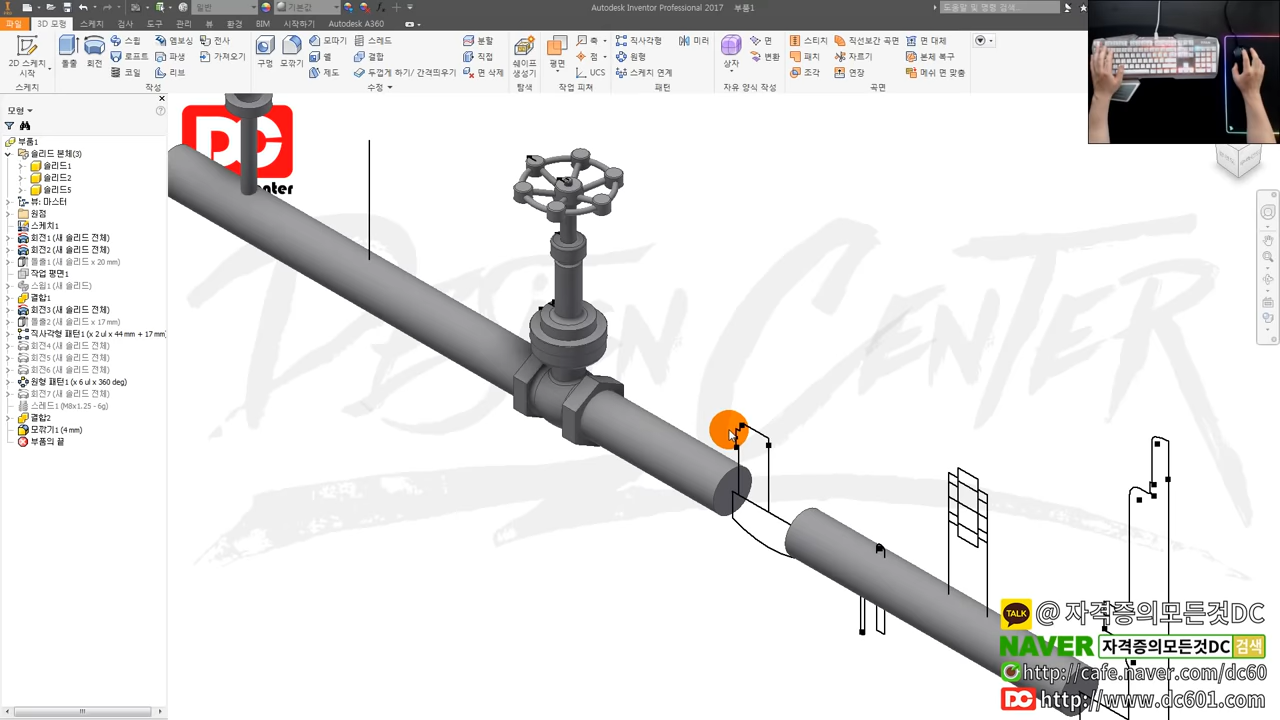 Autodesk Inventor Professional 2017 부품1
도움말 및 명령 검색...
일반
기본값
파일 3D 모형 스케치 검사 도구 관리 뷰 환경 BIM 시작하기 Autodesk A360
2D 스케치 시작
스케치
돌출 회전 스윕 로프트 코일 엠보싱 파생 리브 전사 가져오기
작성
구멍 모깎기 모따기 쉘 제도 스레드 결합 두껍게 하기/간격띄우기 분할 면 삭제
수정
쉐이프 생성기
탐색
평면 축 점 UCS
작업 피쳐
직사각형 원형 스케치 연계 미러
패턴
상자 면 변환
자유 양식 작성
스티치 패치 조각 직선보간 곡면 자르기 연장 면 대체 본체 복구 메쉬 면 맞춤
곡면
모형
부품1
솔리드 본체(3)
솔리드1
솔리드2
솔리드5
뷰: 마스터
원점
스케치1
회전1 (새 솔리드 전체)
회전2 (새 솔리드 전체)
돌출1 (새 솔리드 x 20 mm)
작업 평면1
스윕1 (새 솔리드)
결합1
회전3 (새 솔리드 전체)
돌출2 (새 솔리드 x 17 mm)
직사각형 패턴1 (x 2 ul x 44 mm + 17 mm)
회전4 (새 솔리드 전체)
회전5 (새 솔리드 전체)
회전6 (새 솔리드 전체)
원형 패턴1 (x 6 ul x 360 deg)
회전7 (새 솔리드 전체)
스레드1 (M8x1.25 - 6g)
결합2
모깎기1 (4 mm)
부품의 끝
DC
enter
DESIGN CENTER
TALK @ 자격증의모든것DC
NAVER 자격증의모든것DC 검색
http://cafe.naver.com/dc60
DC http://www.dc601.com/